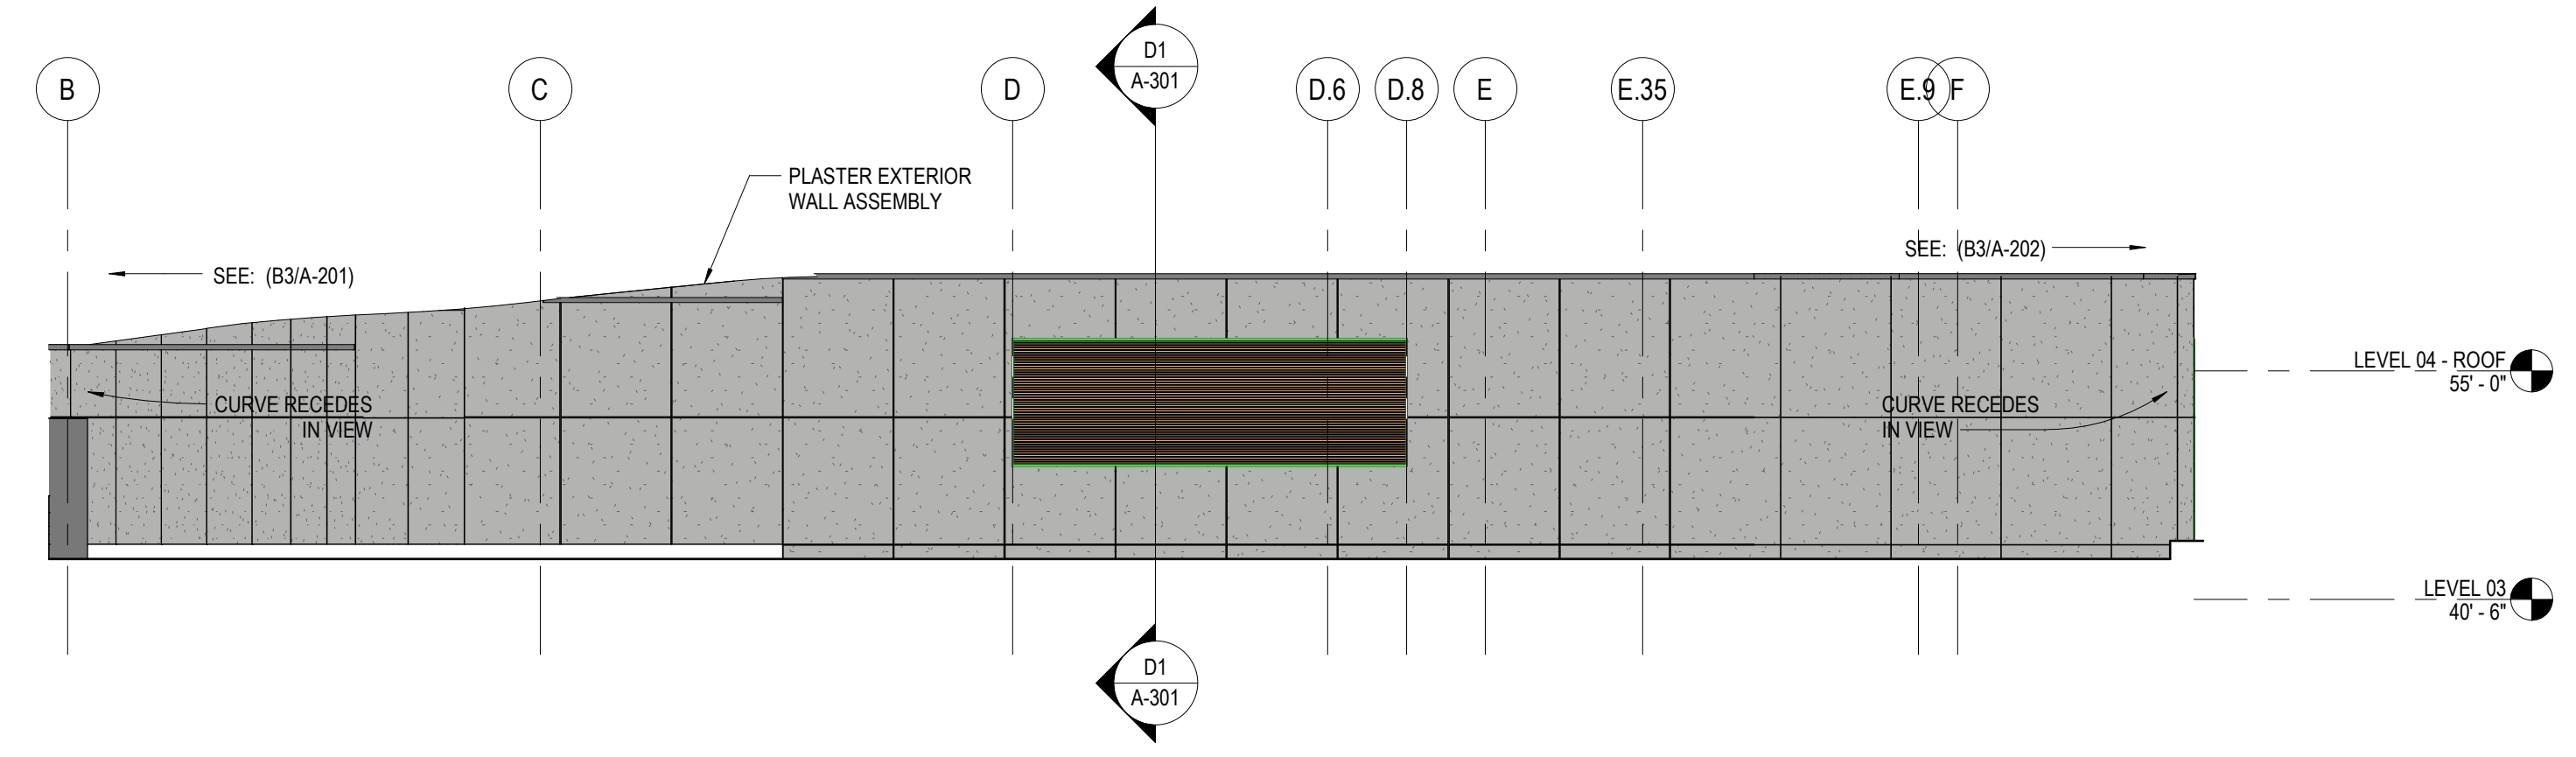 D1
A-301
B
C
D
D.6
D.8
E
E.35
E.9
F
PLASTER EXTERIOR
WALL ASSEMBLY
SEE: (B3/A-201)
SEE: (B3/A-202)
LEVEL 04 - ROOF
55' - 0"
CURVE RECEDES
IN VIEW
CURVE RECEDES
IN VIEW
LEVEL 03
40' - 6"
D1
A-301